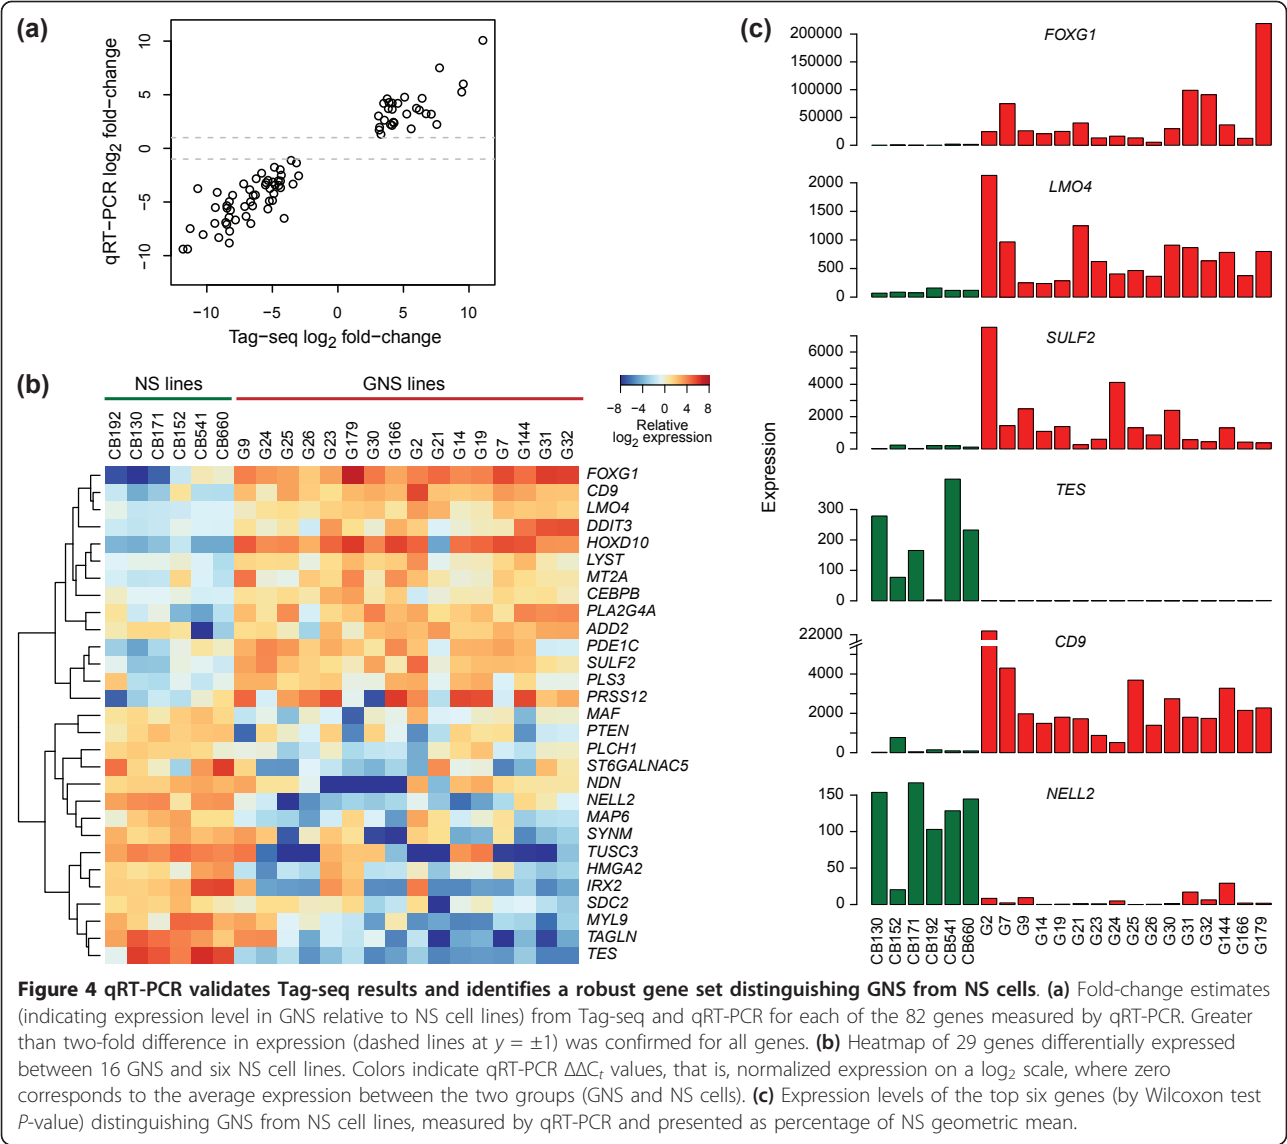 (a)
10
5
0
−5
−10
qRT−PCR log2 fold−change
−10 −5 0 5 10
Tag−seq log2 fold−change
(b)
NS lines GNS lines
−8 −4 0 4 8
Relative
log2 expression
CB192 CB130 CB171 CB152 CB541 CB660 G9 G24 G25 G26 G23 G179 G30 G166 G2 G21 G14 G19 G7 G144 G31 G32
FOXG1
CD9
LMO4
DDIT3
HOXD10
LYST
MT2A
CEBPB
PLA2G4A
ADD2
PDE1C
SULF2
PLS3
PRSS12
MAF
PTEN
PLCH1
ST6GALNAC5
NDN
NELL2
MAP6
SYNM
TUSC3
HMGA2
IRX2
SDC2
MYL9
TAGLN
TES
(c)
Expression
FOXG1
200000
150000
100000
50000
0
LMO4
2000
1500
1000
500
0
SULF2
6000
4000
2000
0
TES
300
200
100
0
CD9
22000
4000
2000
0
NELL2
150
100
50
0
CB130 CB152 CB171 CB192 CB541 CB660 G2 G7 G9 G14 G19 G21 G23 G24 G25 G26 G30 G31 G32 G144 G166 G179
Figure 4 qRT-PCR validates Tag-seq results and identifies a robust gene set distinguishing GNS from NS cells. (a) Fold-change estimates
(indicating expression level in GNS relative to NS cell lines) from Tag-seq and qRT-PCR for each of the 82 genes measured by qRT-PCR. Greater
than two-fold difference in expression (dashed lines at y = ±1) was confirmed for all genes. (b) Heatmap of 29 genes differentially expressed
between 16 GNS and six NS cell lines. Colors indicate qRT-PCR ΔΔCt values, that is, normalized expression on a log2 scale, where zero
corresponds to the average expression between the two groups (GNS and NS cells). (c) Expression levels of the top six genes (by Wilcoxon test
P-value) distinguishing GNS from NS cell lines, measured by qRT-PCR and presented as percentage of NS geometric mean.